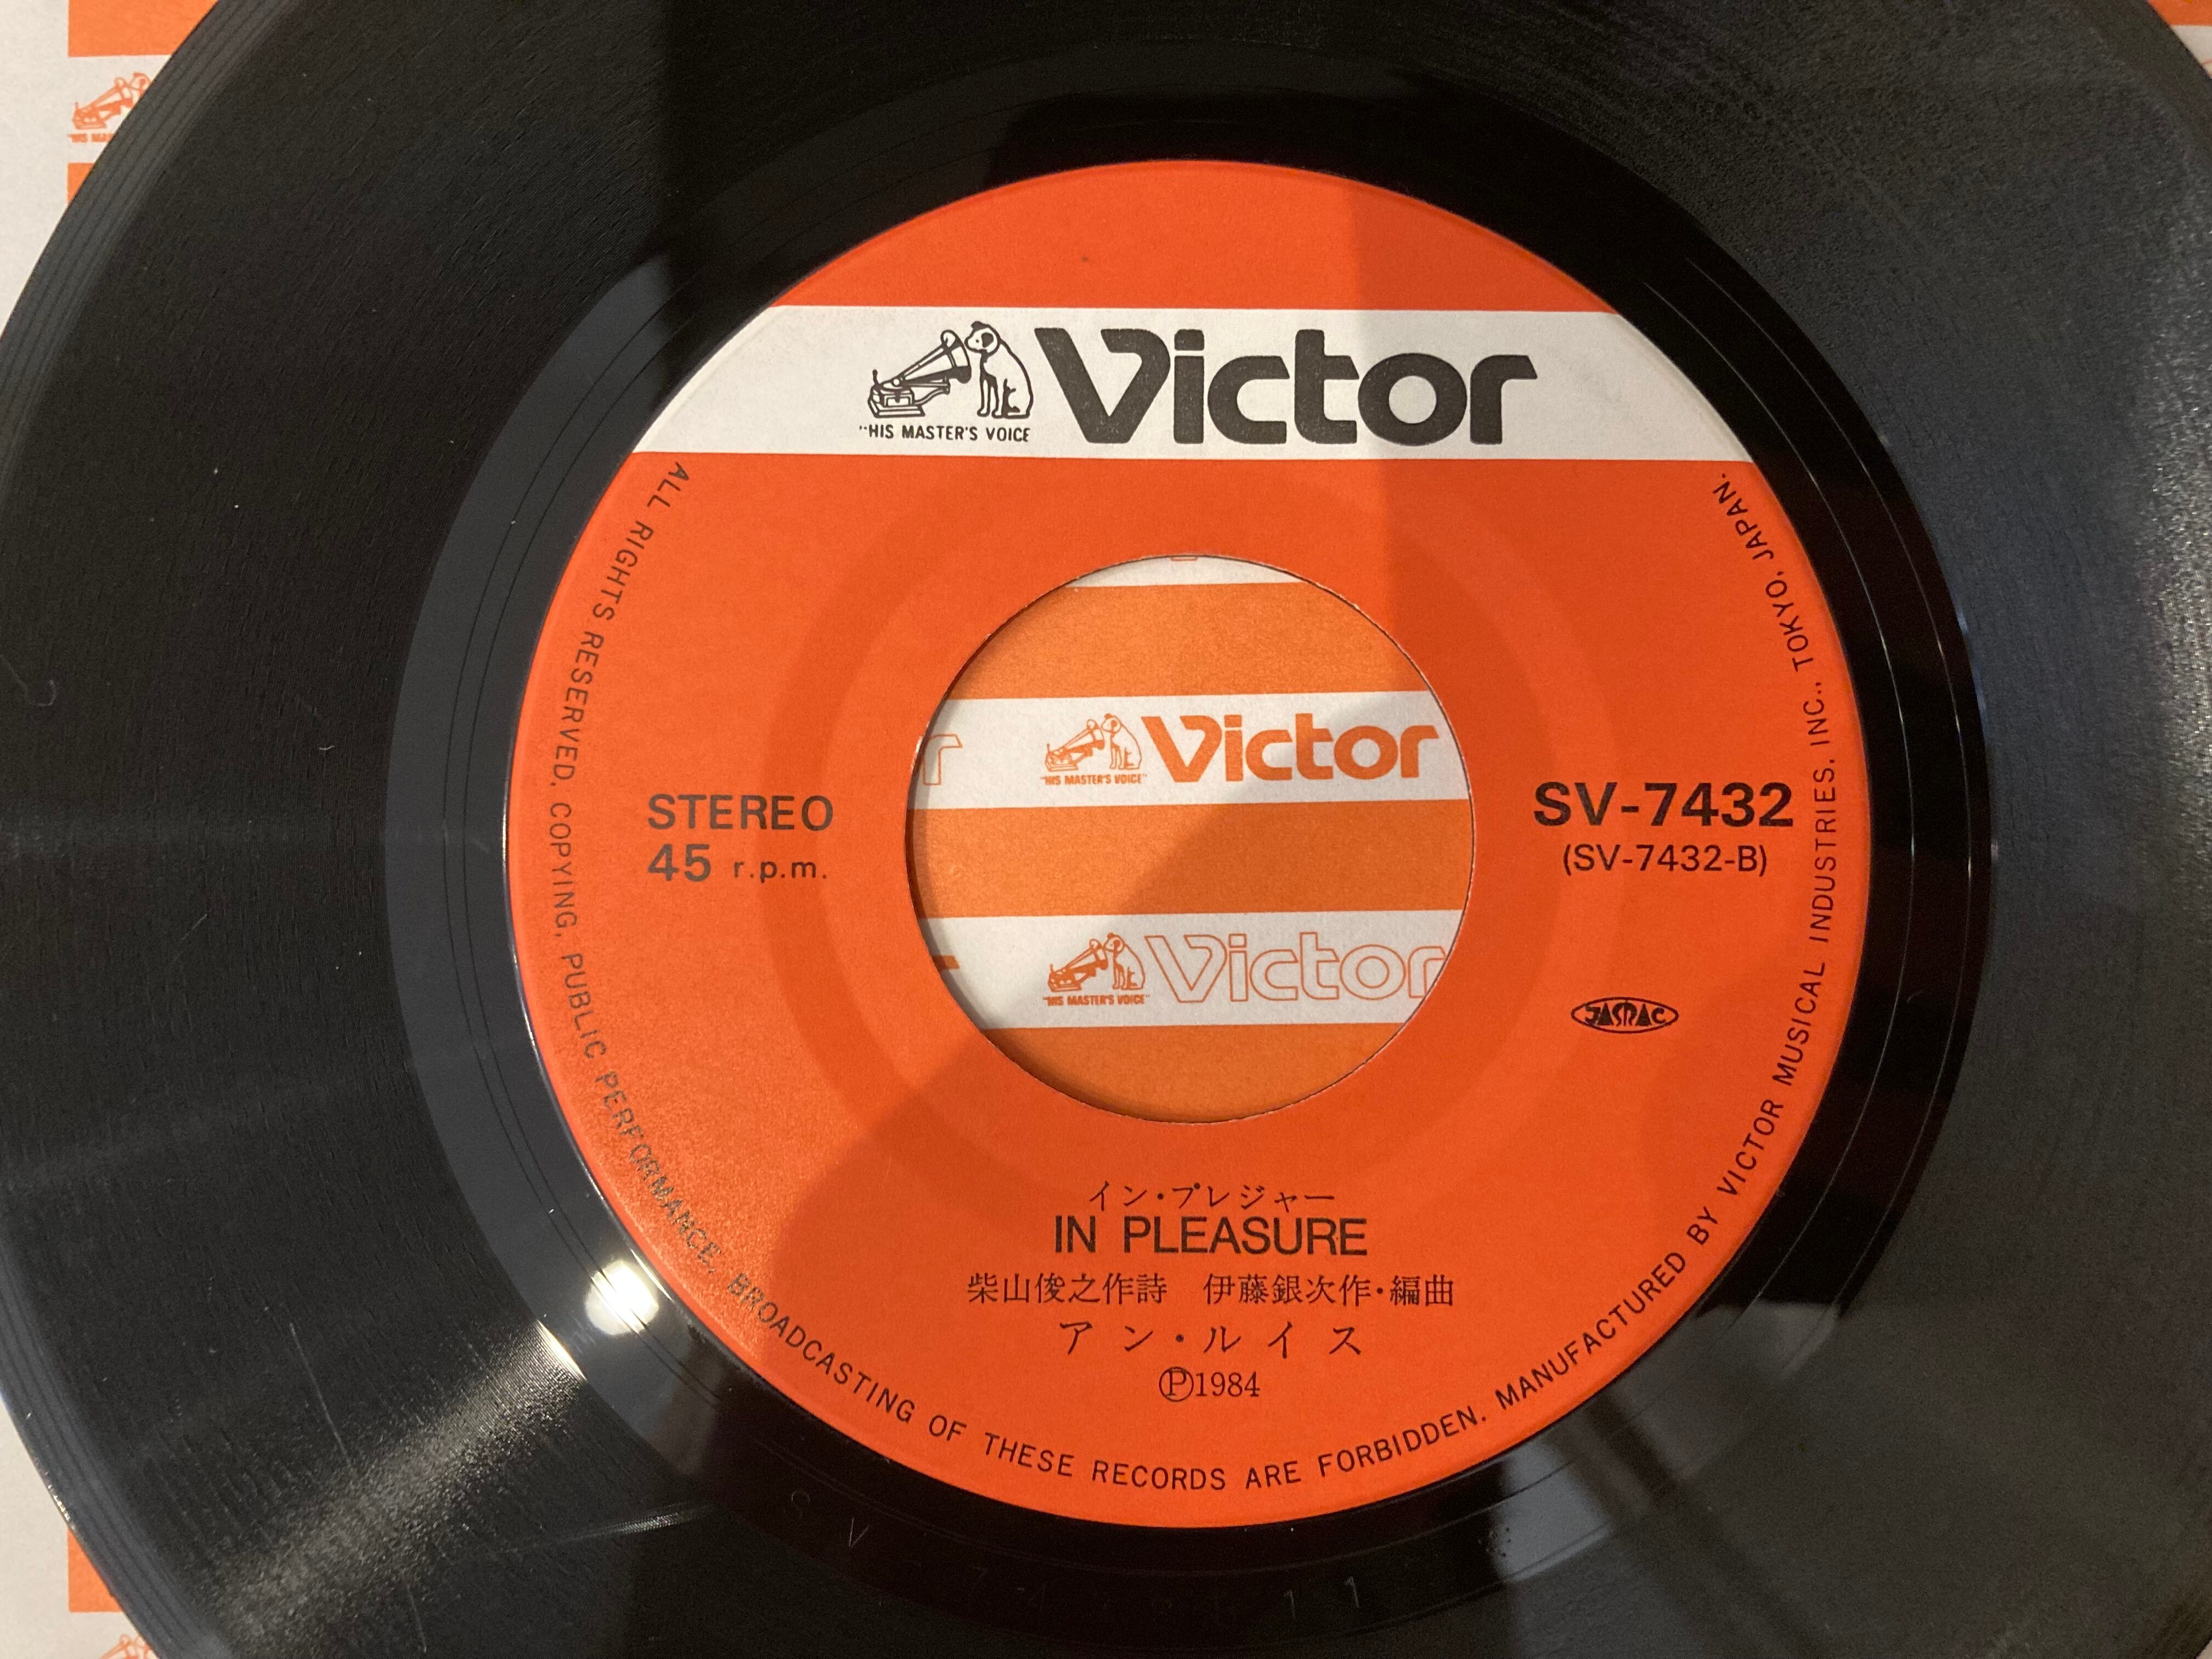 "HIS MASTER'S VOICE
Victor
ALL RIGHTS RESERVED. COPYING, PUBLIC PERFORMANCE, BROADCASTING OF THESE RECORDS ARE FORBIDDEN. MANUFACTURED BY VICTOR MUSICAL INDUSTRIES. INC., TOKYO, JAPAN.
"HIS MASTER'S VOICE"
Victor
STEREO
45 r.p.m.
SV-7432
(SV-7432-B)
"HIS MASTER'S VOICE"
Victor
JASRAC
イン・プレジャー
IN PLEASURE
柴山俊之作詩 伊藤銀次作・編曲
アン・ルイス
Ⓟ1984